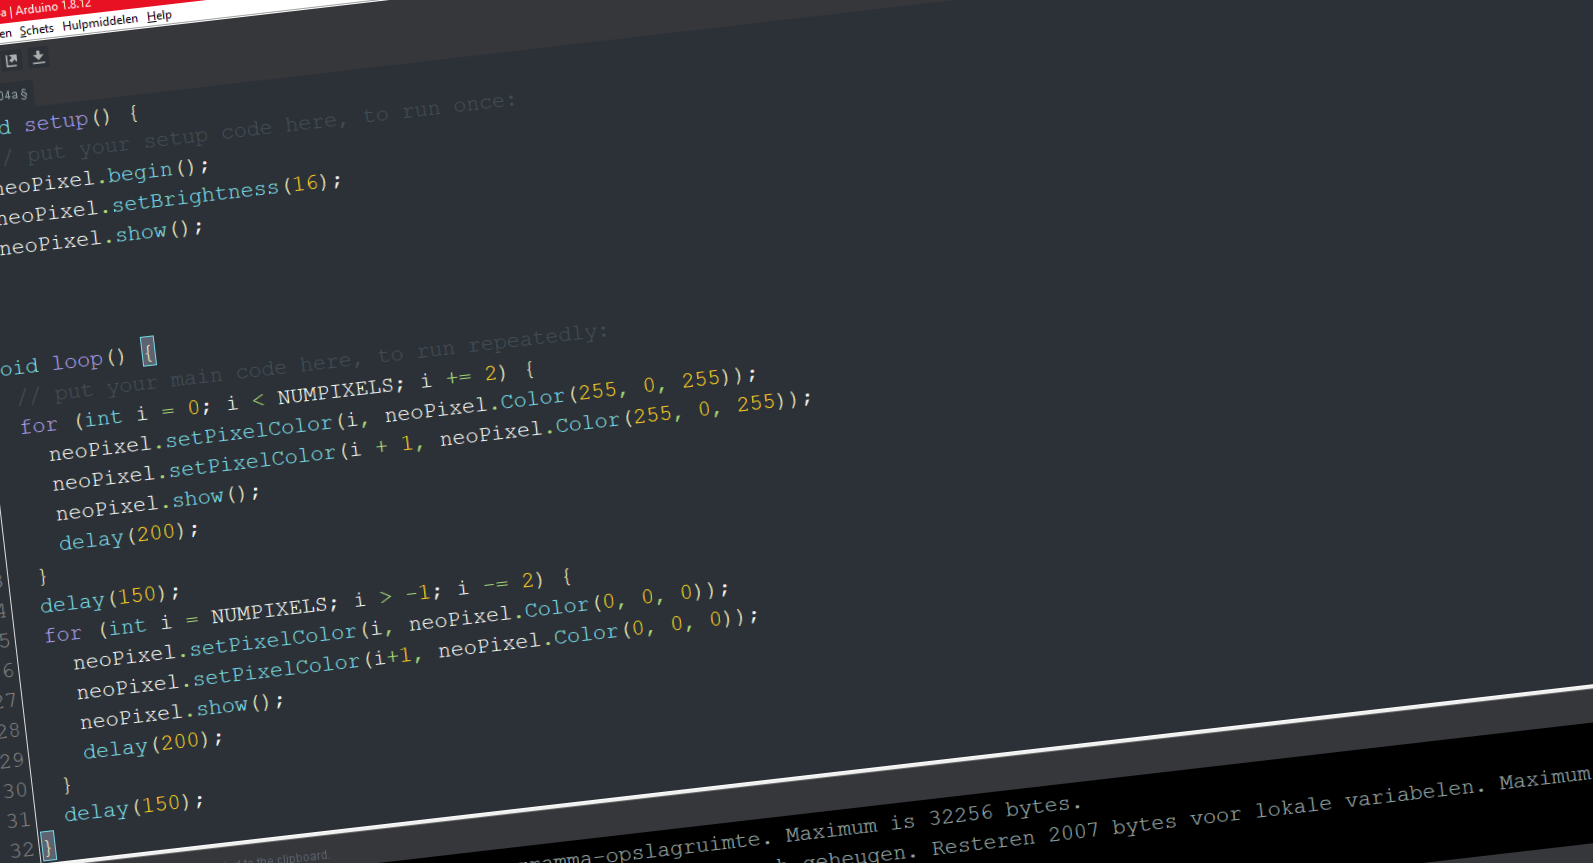 -a | Arduino 1.8.12
en Schets Hulpmiddelen Help
04a §
d setup() {
// put your setup code here, to run once:
neoPixel.begin();
neoPixel.setBrightness(16);
neoPixel.show();
oid loop() {
// put your main code here, to run repeatedly:
for (int i = 0; i < NUMPIXELS; i += 2) {
neoPixel.setPixelColor(i, neoPixel.Color(255, 0, 255));
neoPixel.setPixelColor(i + 1, neoPixel.Color(255, 0, 255));
neoPixel.show();
delay(200);
}
delay(150);
for (int i = NUMPIXELS; i > -1; i -= 2) {
neoPixel.setPixelColor(i, neoPixel.Color(0, 0, 0));
neoPixel.setPixelColor(i+1, neoPixel.Color(0, 0, 0));
neoPixel.show();
delay(200);
}
delay(150);
}
3
4
5
6
27
28
29
30
31
32
to the clipboard.
ramma-opslagruimte. Maximum is 32256 bytes.
geheugen. Resteren 2007 bytes voor lokale variabelen. Maximum